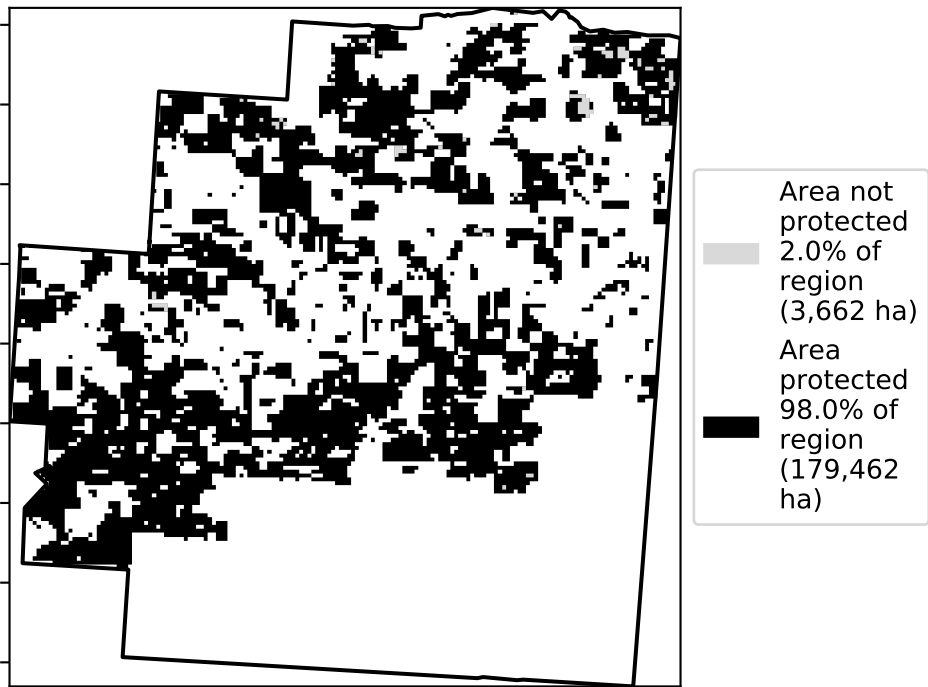 Area not
protected
2.0% of
region
(3,662 ha)
Area
protected
98.0% of
region
(179,462
ha)